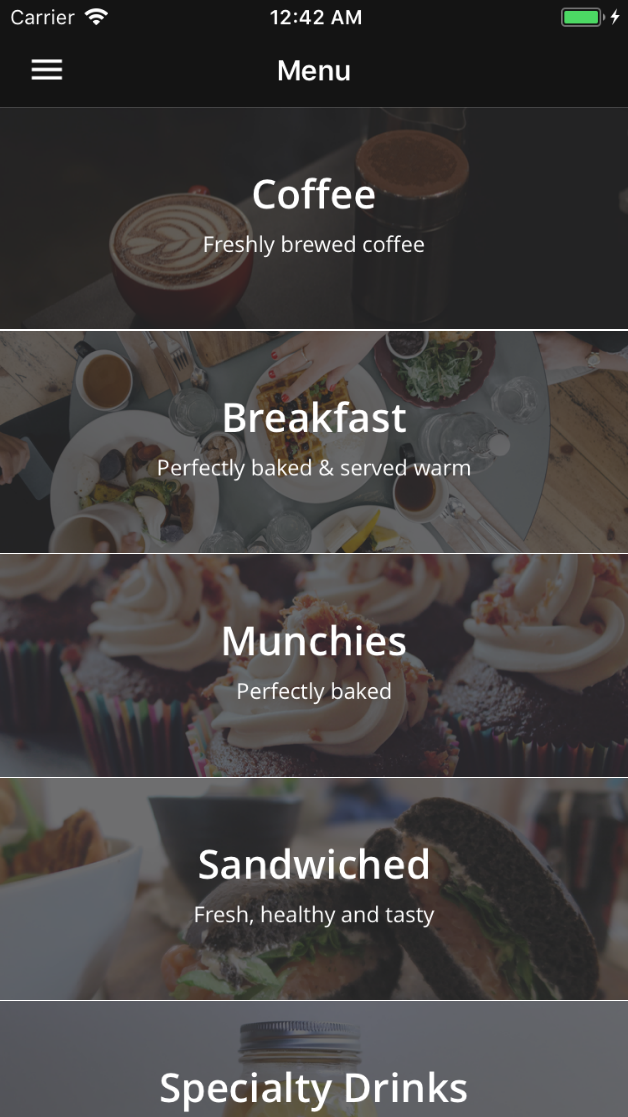 Carrier 12:42 AM
Menu
Coffee
Freshly brewed coffee
Breakfast
Perfectly baked & served warm
Munchies
Perfectly baked
Sandwiched
Fresh, healthy and tasty
Specialty Drinks